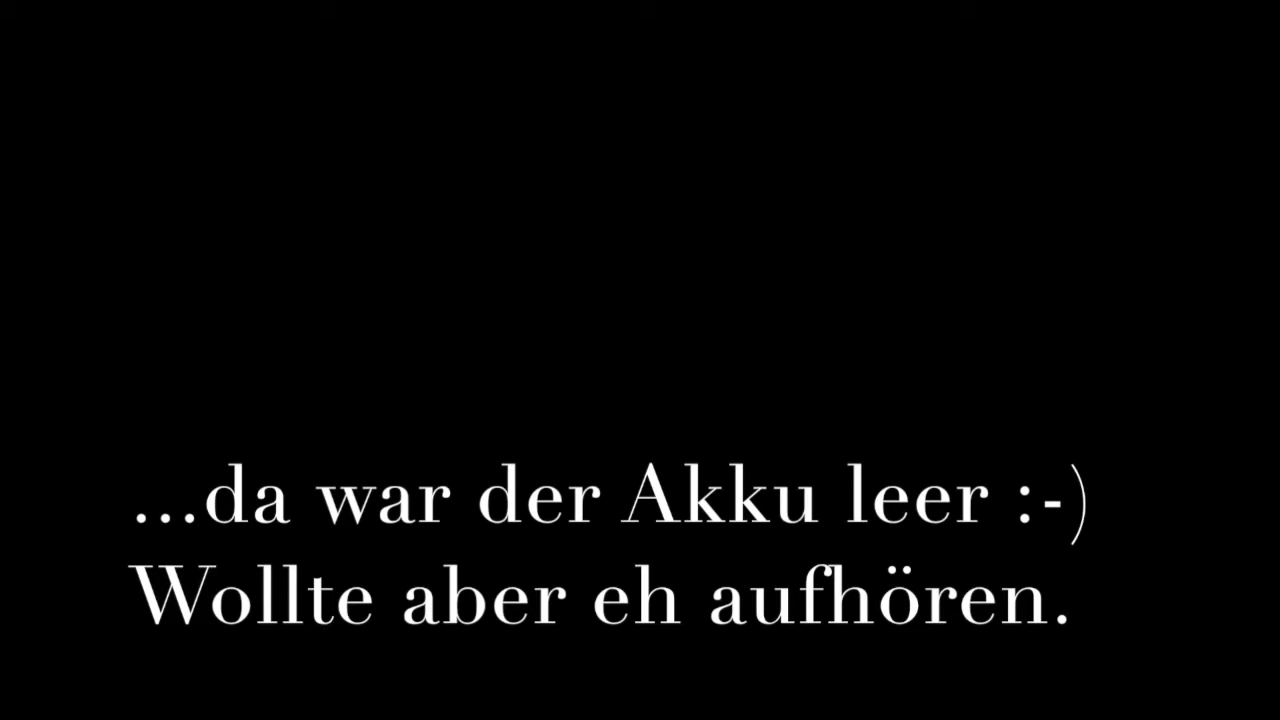 ...da war der Akku leer :-)
Wollte aber eh aufhören.